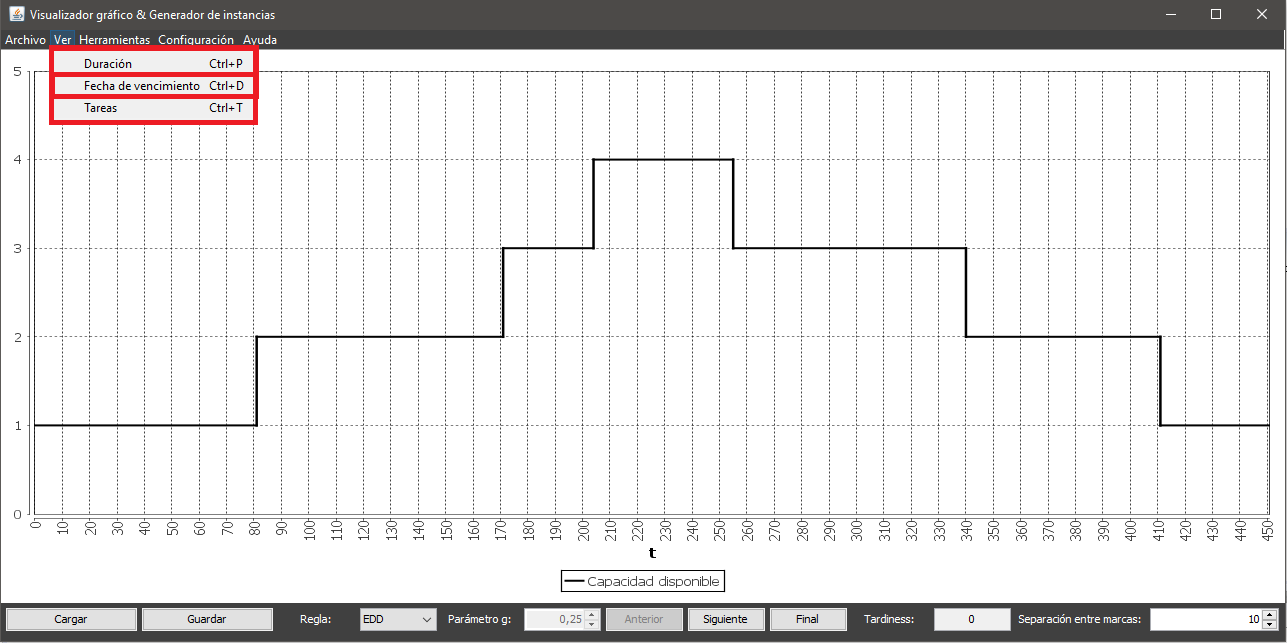 Visualizador gráfico & Generador de instancias
Archivo Ver Herramientas Configuración Ayuda
Duración Ctrl+P
Fecha de vencimiento Ctrl+D
Tareas Ctrl+T
5
4
3
2
1
0
0 10 20 30 40 50 60 70 80 90 100 110 120 130 140 150 160 170 180 190 200 210 220 230 240 250 260 270 280 290 300 310 320 330 340 350 360 370 380 390 400 410 420 430 440 450
t
Capacidad disponible
Cargar Guardar Regla: EDD Parámetro g: 0,25 Anterior Siguiente Final Tardiness: 0 Separación entre marcas: 10